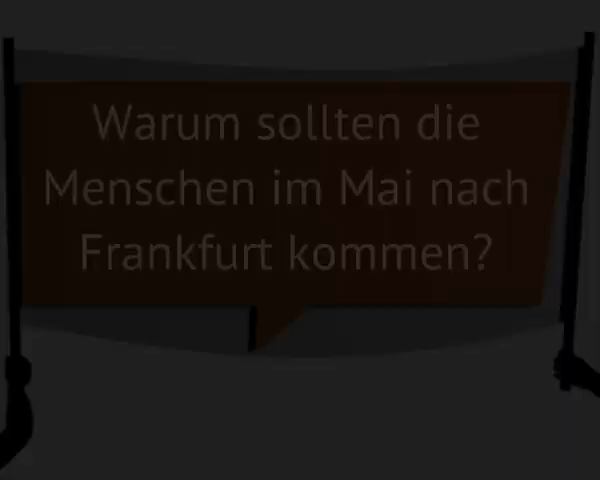 Warum sollten die
Menschen im Mai nach
Frankfurt kommen?